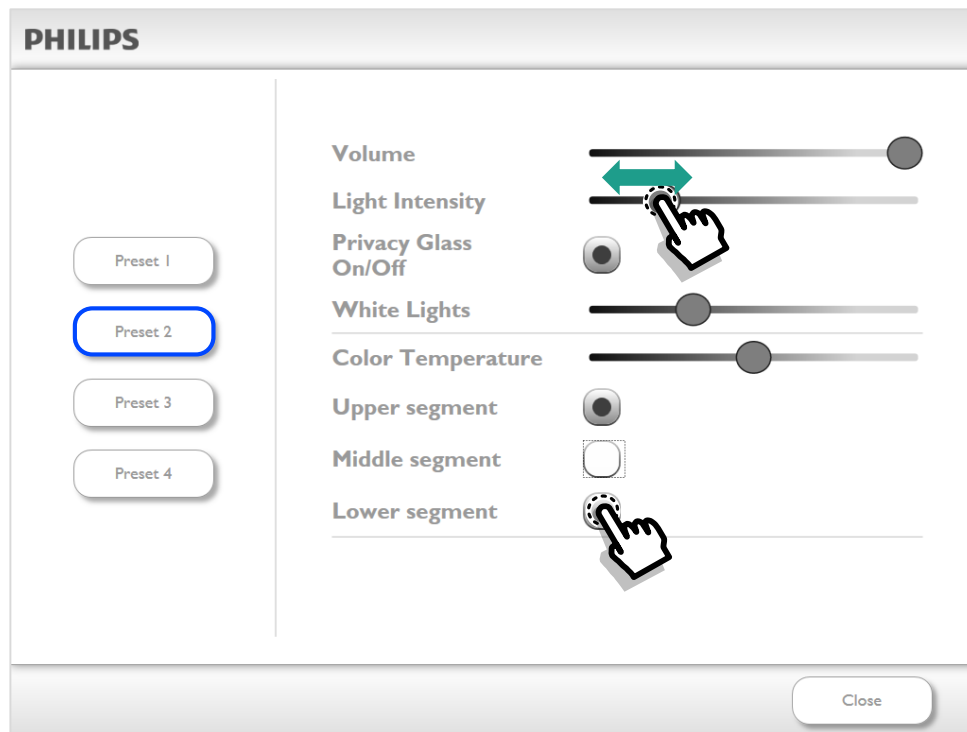 PHILIPS
Preset 1
Preset 2
Preset 3
Preset 4
Volume
Light Intensity
Privacy Glass
On/Off
White Lights
Color Temperature
Upper segment
Middle segment
Lower segment
Close